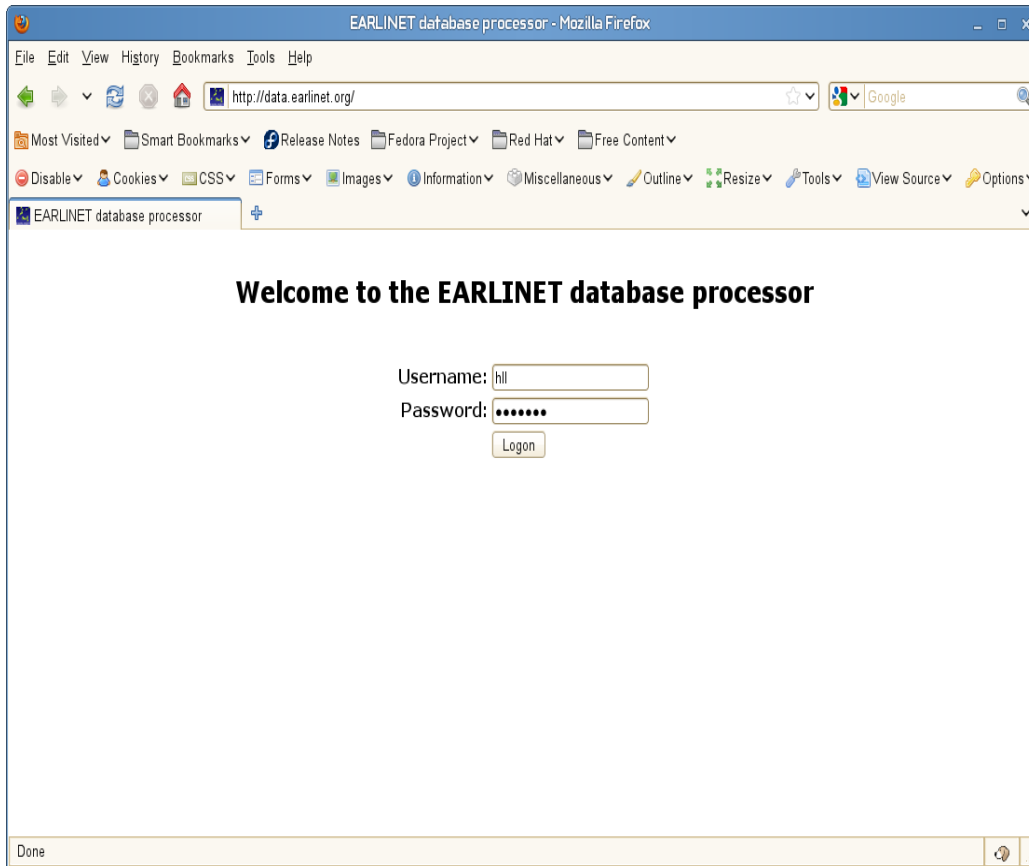 EARLINET database processor - Mozilla Firefox
File Edit View History Bookmarks Tools Help
http://data.earlinet.org/ Google
Most Visited Smart Bookmarks Release Notes Fedora Project Red Hat Free Content
Disable Cookies CSS Forms Images Information Miscellaneous Outline Resize Tools View Source Options
EARLINET database processor
Welcome to the EARLINET database processor
Username: hll
Password: •••••••
Logon
Done